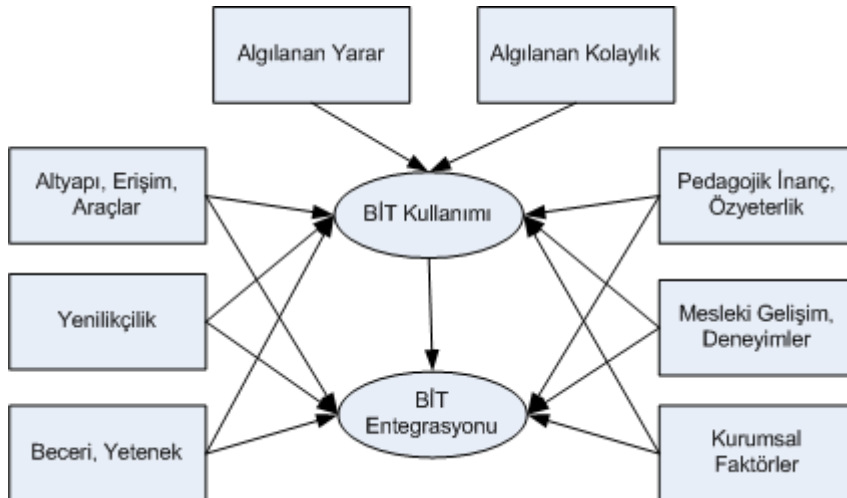 Algılanan Yarar
Algılanan Kolaylık
Altyapı, Erişim,
Araçlar
BİT Kullanımı
Pedagojik İnanç,
Özyeterlik
Yenilikçilik
Mesleki Gelişim,
Deneyimler
Beceri, Yetenek
BİT
Entegrasyonu
Kurumsal
Faktörler